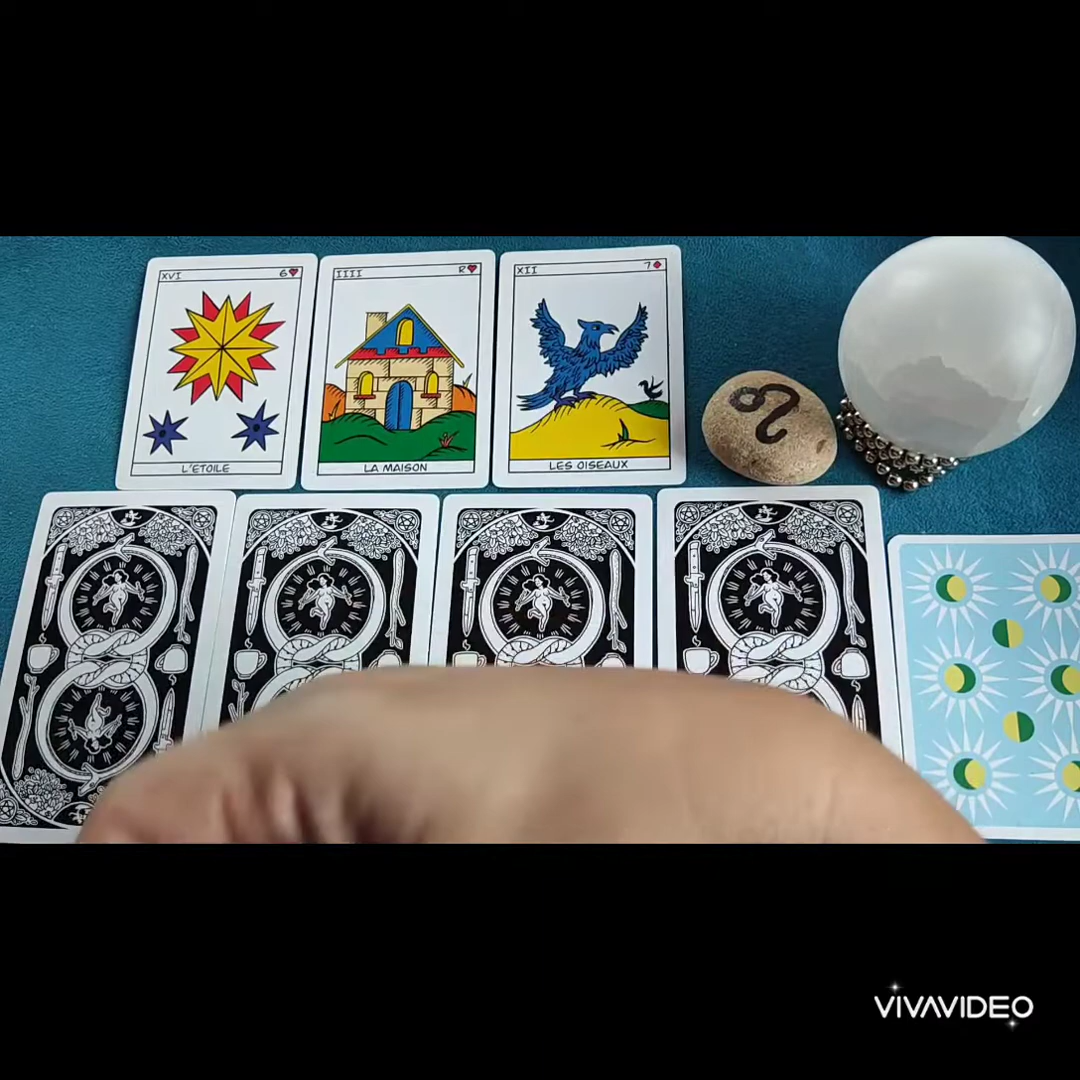 XVI 6♥
L'ETOILE
IIII R♥
LA MAISON
XII 7♦
LES OISEAUX
VIVAVIDEO